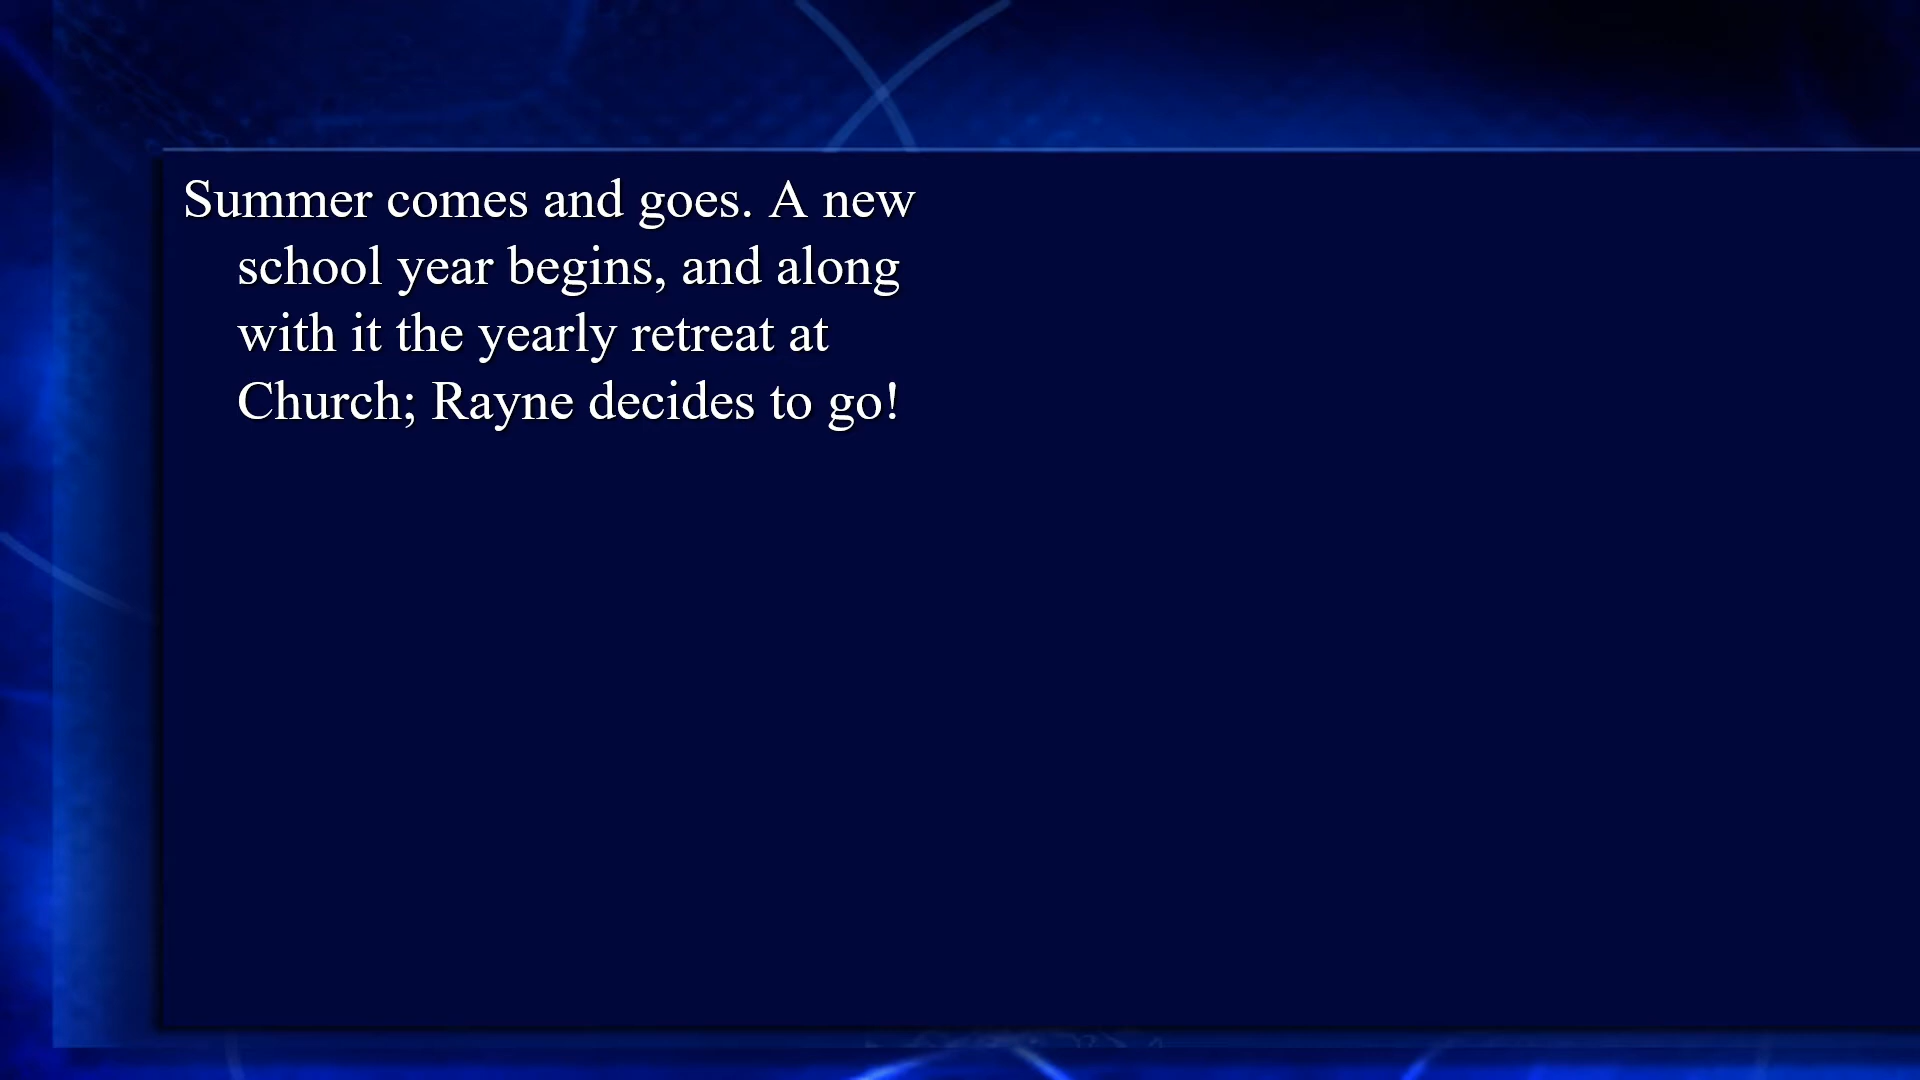 Summer comes and goes. A new
school year begins, and along
with it the yearly retreat at
Church; Rayne decides to go!